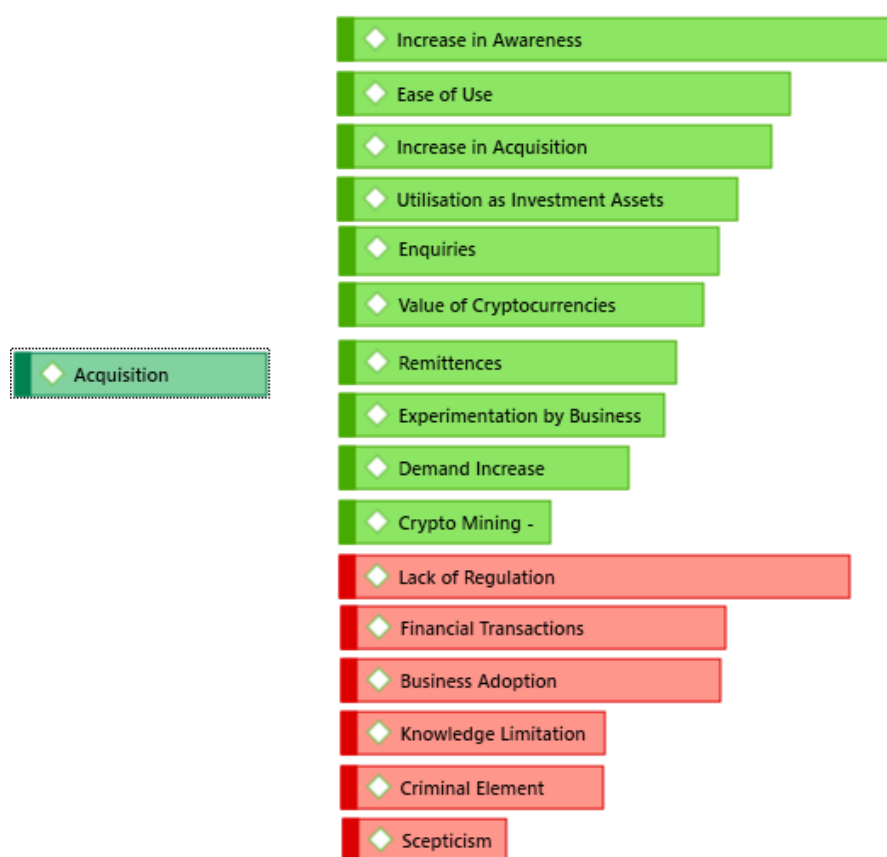 Increase in Awareness
Ease of Use
Increase in Acquisition
Utilisation as Investment Assets
Enquiries
Value of Cryptocurrencies
Remittences
Acquisition
Experimentation by Business
Demand Increase
Crypto Mining -
Lack of Regulation
Financial Transactions
Business Adoption
Knowledge Limitation
Criminal Element
Scepticism